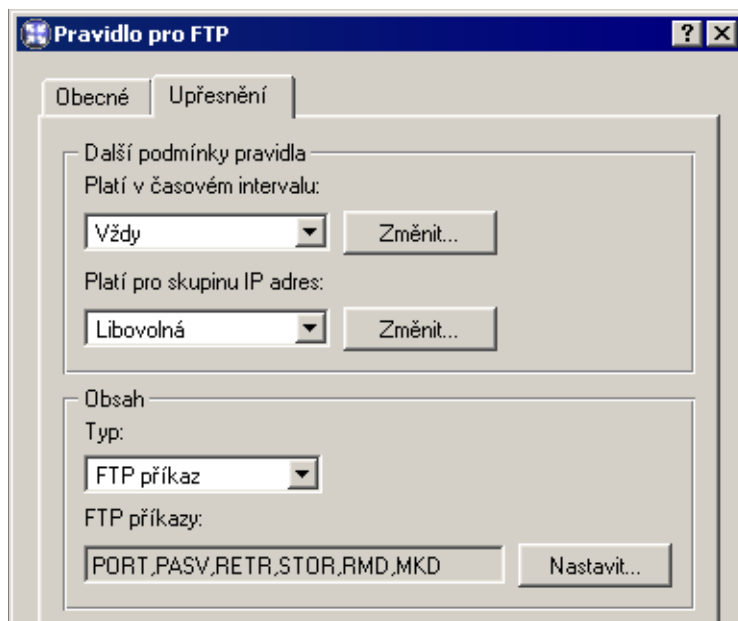 Pravidlo pro FTP
Obecné Upřesnění
Další podmínky pravidla
Platí v časovém intervalu:
Vždy Změnit...
Platí pro skupinu IP adres:
Libovolná Změnit...
Obsah
Typ:
FTP příkaz
FTP příkazy:
PORT,PASV,RETR,STOR,RMD,MKD Nastavit...